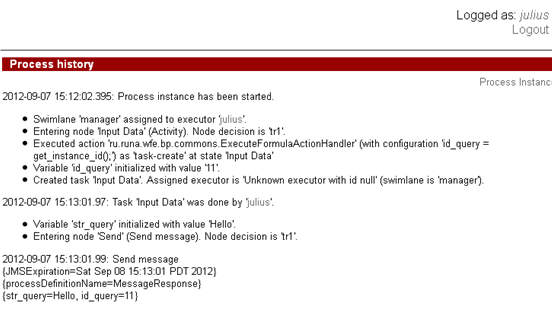 Logged as: julius
Logout
Process history
Process Instanc
2012-09-07 15:12:02.395: Process instance has been started.
• Swimlane 'manager' assigned to executor 'julius'.
• Entering node 'Input Data' (Activity). Node decision is 'tr1'.
• Executed action 'ru.runa.wfe.bp.commons.ExecuteFormulaActionHandler' (with configuration 'id_query =
get_instance_id();') as 'task-create' at state 'Input Data'
• Variable 'id_query' initialized with value '11'.
• Created task 'Input Data'. Assigned executor is 'Unknown executor with id null' (swimlane is 'manager').
2012-09-07 15:13:01.97: Task 'Input Data' was done by 'julius'.
• Variable 'str_query' initialized with value 'Hello'.
• Entering node 'Send' (Send message). Node decision is 'tr1'.
2012-09-07 15:13:01.99: Send message
{JMSExpiration=Sat Sep 08 15:13:01 PDT 2012}
{processDefinitionName=MessageResponse}
{str_query=Hello, id_query=11}